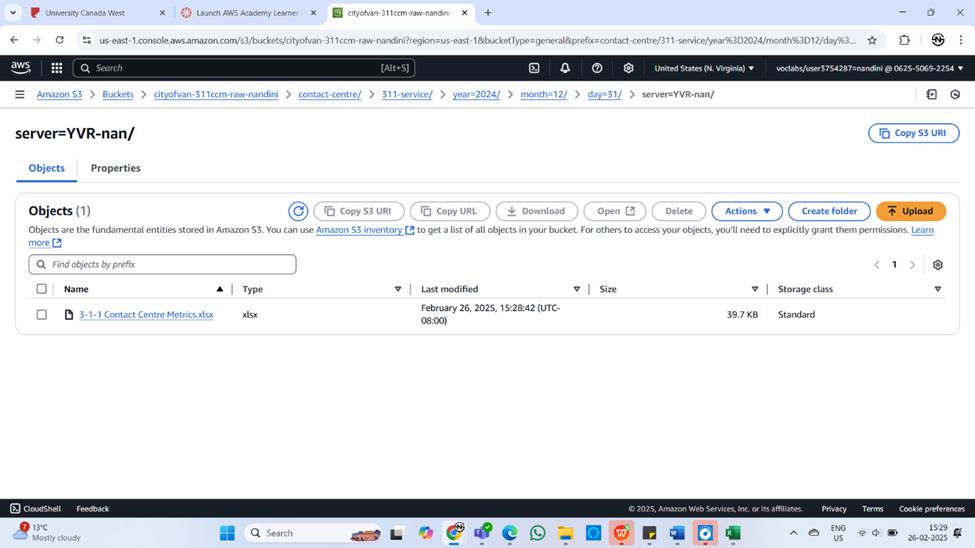 University Canada West
Launch AWS Academy Learner
cityofvan-311ccm-raw-nandini
us-east-1.console.aws.amazon.com/s3/buckets/cityofvan-311ccm-raw-nandini?region=us-east-1&bucketType=general&prefix=contact-centre/311-service/year%3D2024/month%3D12/day%3...
aws
Search
[Alt+S]
United States (N. Virginia)
voclabs/user3754287=nandini @ 0625-5069-2254
Amazon S3
Buckets
cityofvan-311ccm-raw-nandini
contact-centre/
311-service/
year=2024/
month=12/
day=31/
server=YVR-nan/
server=YVR-nan/
Copy S3 URI
Objects
Properties
Objects (1)
Copy S3 URI
Copy URL
Download
Open
Delete
Actions
Create folder
Upload
Objects are the fundamental entities stored in Amazon S3. You can use Amazon S3 inventory to get a list of all objects in your bucket. For others to access your objects, you'll need to explicitly grant them permissions. Learn
more
Find objects by prefix
1
Name
Type
Last modified
Size
Storage class
3-1-1 Contact Centre Metrics.xlsx
xlsx
February 26, 2025, 15:28:42 (UTC-
08:00)
39.7 KB
Standard
CloudShell
Feedback
© 2025, Amazon Web Services, Inc. or its affiliates.
Privacy
Terms
Cookie preferences
7
13°C
Mostly cloudy
Search
ENG
US
15:29
26-02-2025